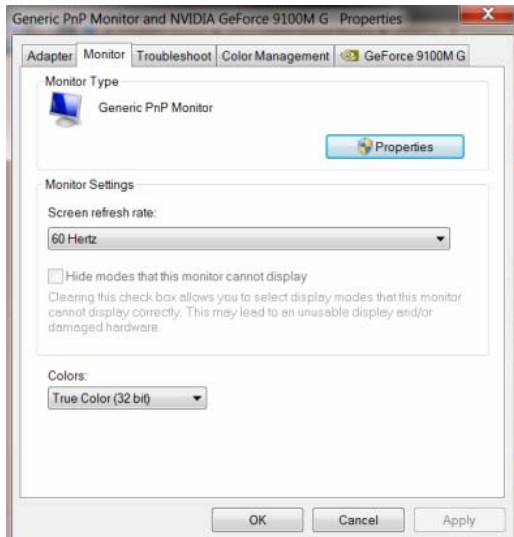 Generic PnP Monitor and NVIDIA GeForce 9100M G Properties
Adapter Monitor Troubleshoot Color Management GeForce 9100M G
Monitor Type
Generic PnP Monitor
Properties
Monitor Settings
Screen refresh rate:
60 Hertz
Hide modes that this monitor cannot display
Clearing this check box allows you to select display modes that this monitor
cannot display correctly. This may lead to an unusable display and/or
damaged hardware.
Colors:
True Color (32 bit)
OK Cancel Apply